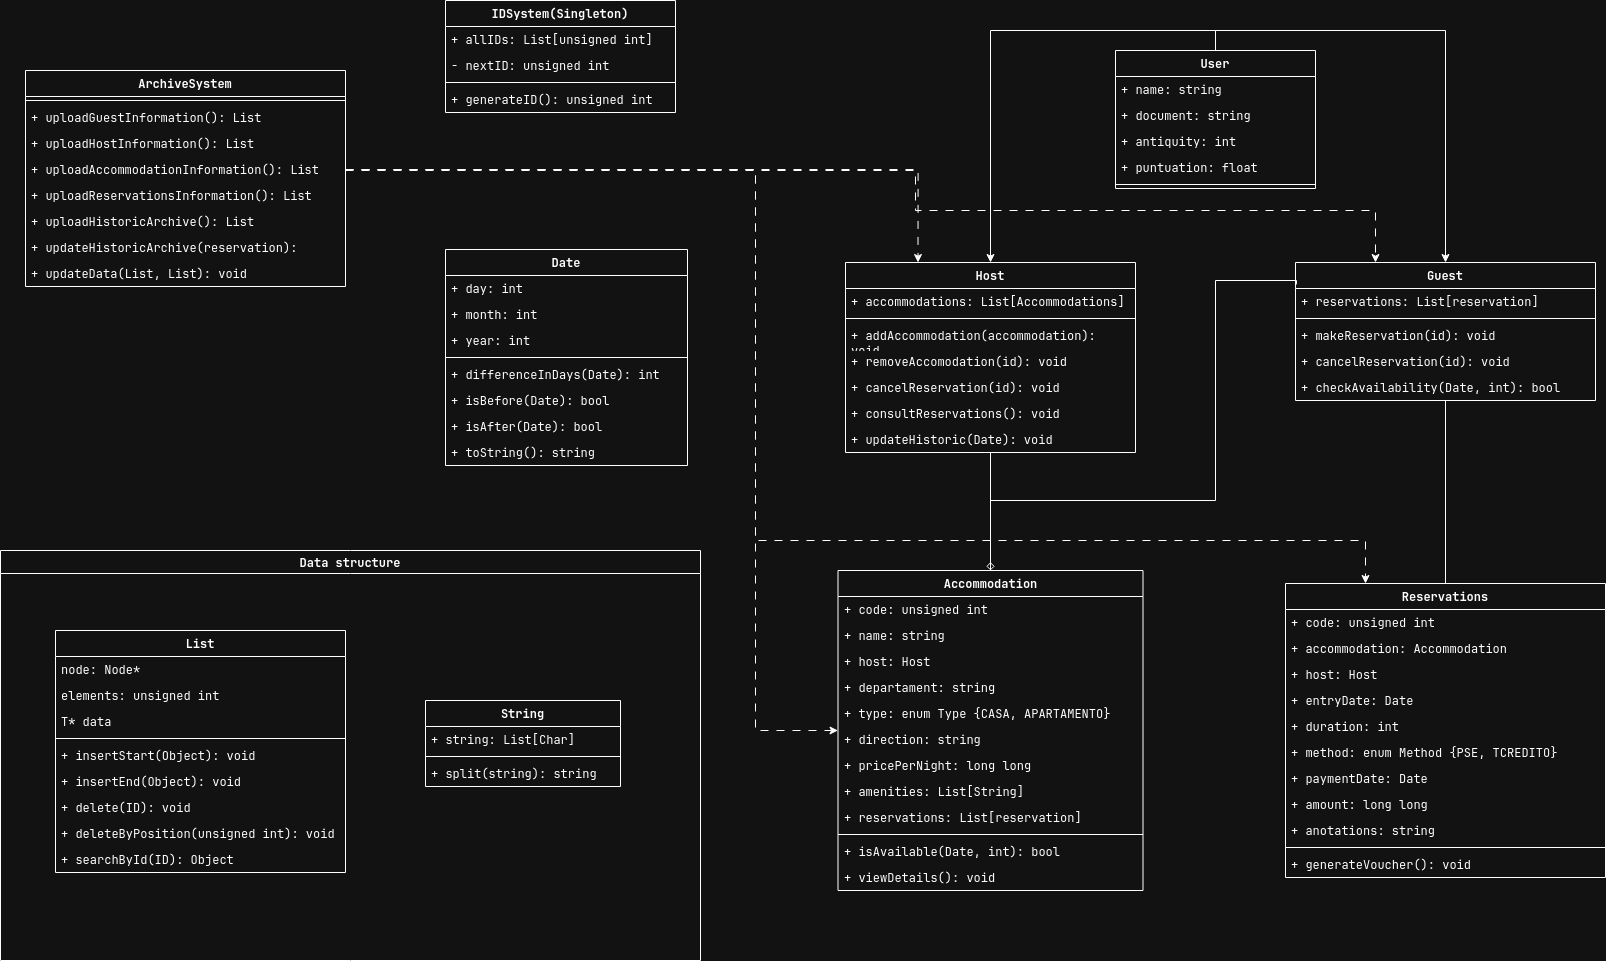 IDSystem(Singleton)
+ allIDs: List[unsigned int]
- nextID: unsigned int
+ generateID(): unsigned int
ArchiveSystem
+ uploadGuestInformation(): List
+ uploadHostInformation(): List
+ uploadAccommodationInformation(): List
+ uploadReservationsInformation(): List
+ uploadHistoricArchive(): List
+ updateHistoricArchive(reservation):
+ updateData(List, List): void
User
+ name: string
+ document: string
+ antiquity: int
+ puntuation: float
Date
+ day: int
+ month: int
+ year: int
+ differenceInDays(Date): int
+ isBefore(Date): bool
+ isAfter(Date): bool
+ toString(): string
Host
+ accommodations: List[Accommodations]
+ addAccommodation(accommodation):
void
+ removeAccomodation(id): void
+ cancelReservation(id): void
+ consultReservations(): void
+ updateHistoric(Date): void
Guest
+ reservations: List[reservation]
+ makeReservation(id): void
+ cancelReservation(id): void
+ checkAvailability(Date, int): bool
Data structure
List
node: Node*
elements: unsigned int
T* data
+ insertStart(Object): void
+ insertEnd(Object): void
+ delete(ID): void
+ deleteByPosition(unsigned int): void
+ searchById(ID): Object
String
+ string: List[Char]
+ split(string): string
Accommodation
+ code: unsigned int
+ name: string
+ host: Host
+ departament: string
+ type: enum Type {CASA, APARTAMENTO}
+ direction: string
+ pricePerNight: long long
+ amenities: List[String]
+ reservations: List[reservation]
+ isAvailable(Date, int): bool
+ viewDetails(): void
Reservations
+ code: unsigned int
+ accommodation: Accommodation
+ host: Host
+ entryDate: Date
+ duration: int
+ method: enum Method {PSE, TCREDITO}
+ paymentDate: Date
+ amount: long long
+ anotations: string
+ generateVoucher(): void